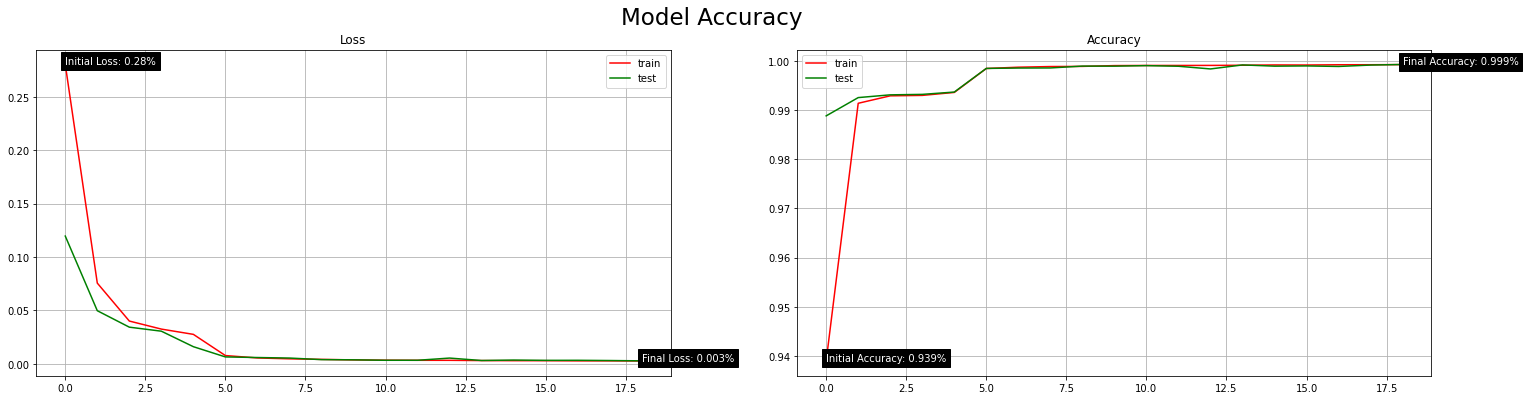 Model Accuracy
Loss
Initial Loss: 0.28%
train
test
0.25
0.20
0.15
0.10
0.05
0.00
Final Loss: 0.003%
0.0 2.5 5.0 7.5 10.0 12.5 15.0 17.5
Accuracy
train
test
Final Accuracy: 0.999%
1.00
0.99
0.98
0.97
0.96
0.95
0.94
Initial Accuracy: 0.939%
0.0 2.5 5.0 7.5 10.0 12.5 15.0 17.5